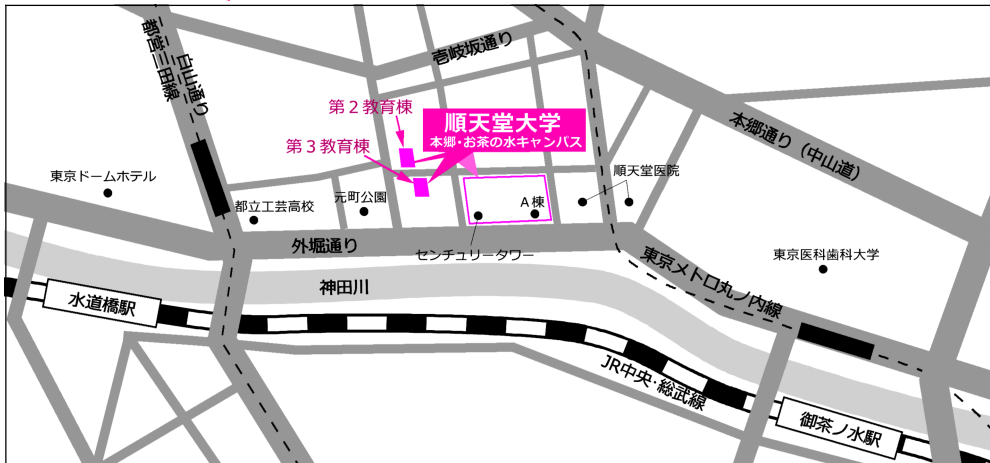 壱岐坂通り
白山通り
都営三田線
第２教育棟
順天堂大学
本郷・お茶の水キャンパス
第３教育棟
本郷通り（中山道）
東京ドームホテル
都立工芸高校
元町公園
順天堂医院
Ａ棟
外堀通り
センチュリータワー
東京メトロ丸ノ内線
東京医科歯科大学
神田川
水道橋駅
JR中央・総武線
御茶ノ水駅